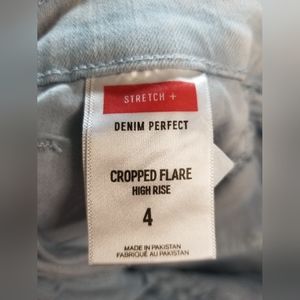 STRETCH +
DENIM PERFECT
CROPPED FLARE
HIGH RISE
4
MADE IN PAKISTAN
FABRIQUÉ AU PAKISTAN